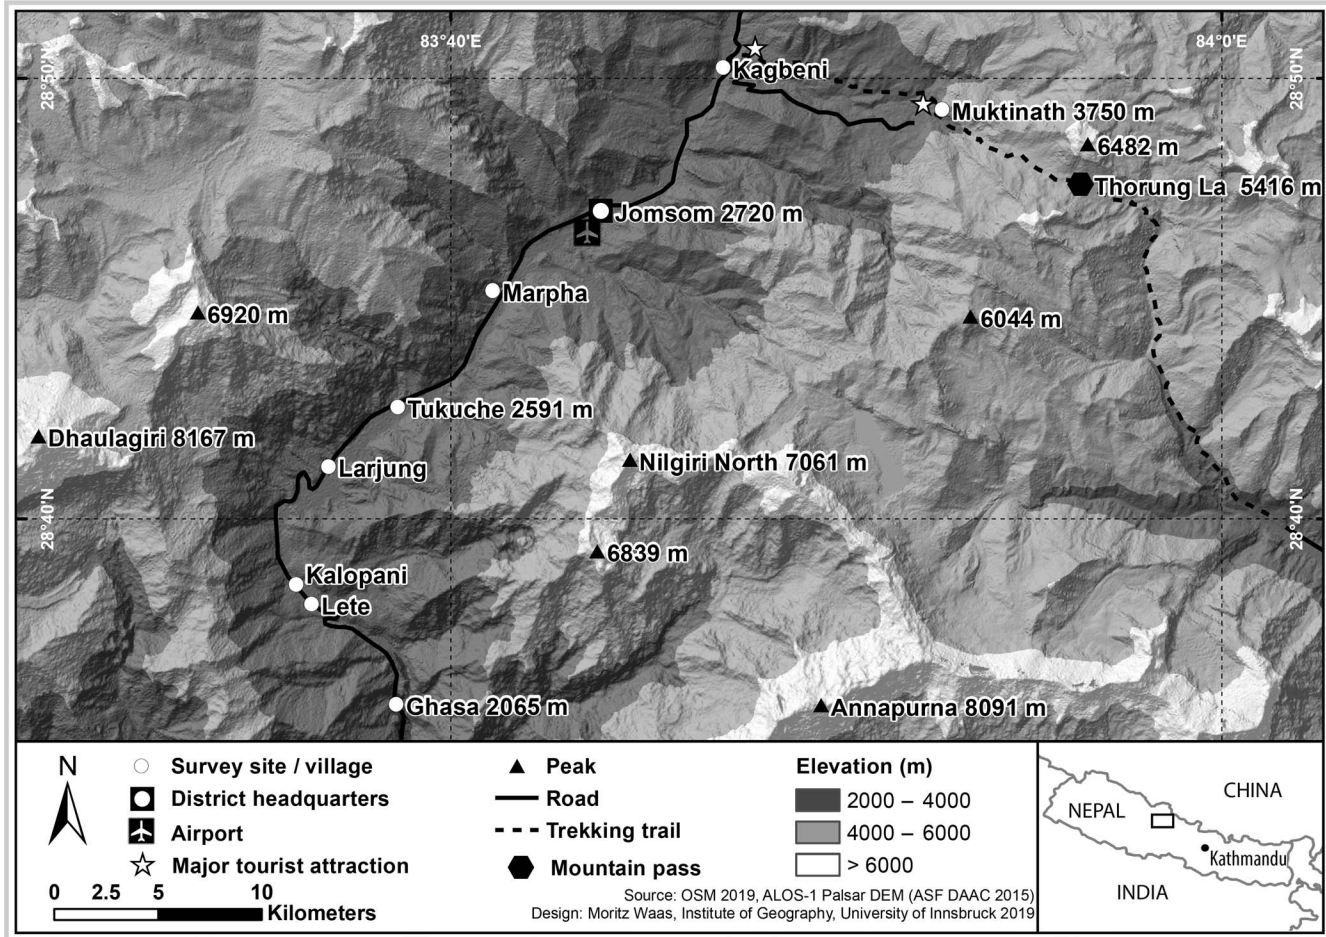 83°40'E
84°0'E
28°50'N
28°50'N
Kagbeni
Muktinath 3750 m
6482 m
Thorung La 5416 m
Jomsom 2720 m
Marpha
6920 m
6044 m
Tukuche 2591 m
Dhaulagiri 8167 m
Larjung
Nilgiri North 7061 m
28°40'N
28°40'N
6839 m
Kalopani
Lete
Ghasa 2065 m
Annapurna 8091 m
N
Survey site / village
District headquarters
Airport
Major tourist attraction
0 2.5 5 10
Kilometers
Peak
Road
Trekking trail
Mountain pass
Elevation (m)
2000 – 4000
4000 – 6000
> 6000
Source: OSM 2019, ALOS-1 Palsar DEM (ASF DAAC 2015)
Design: Moritz Waas, Institute of Geography, University of Innsbruck 2019
CHINA
NEPAL
Kathmandu
INDIA